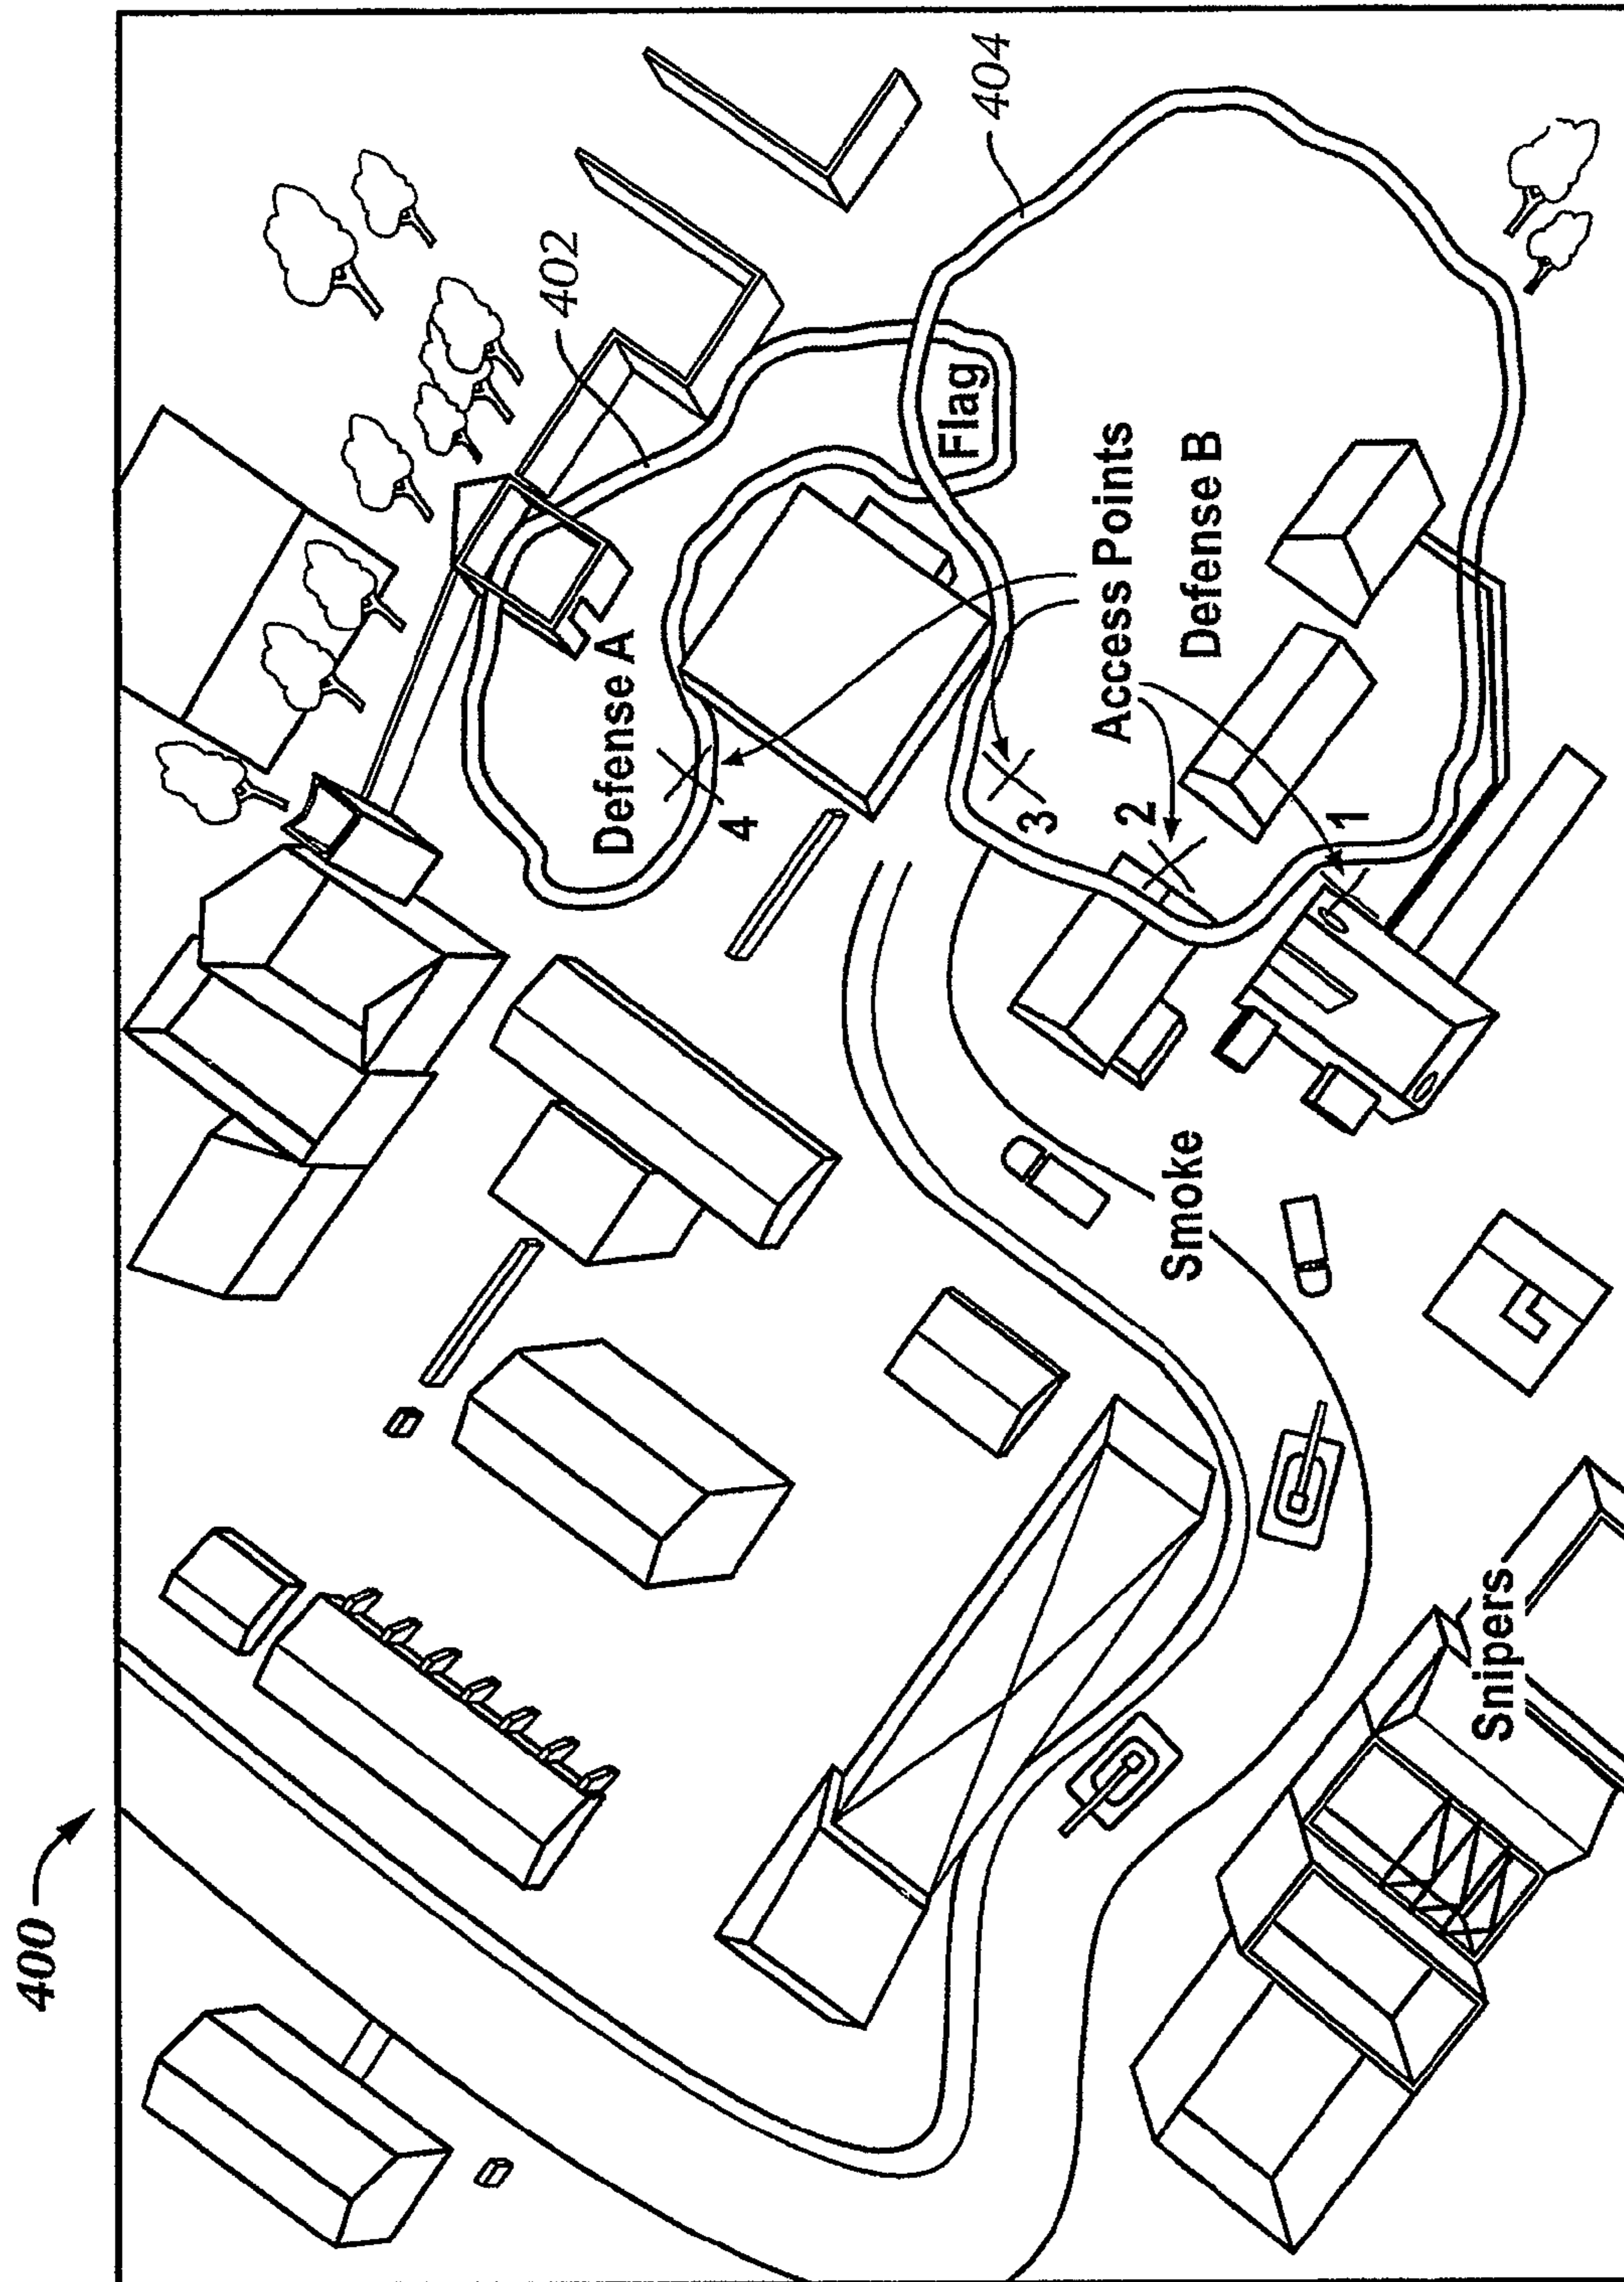 400
402
404
Defense A
4
Flag
Access Points
Defense B
3
2
1
Smoke
Snipers